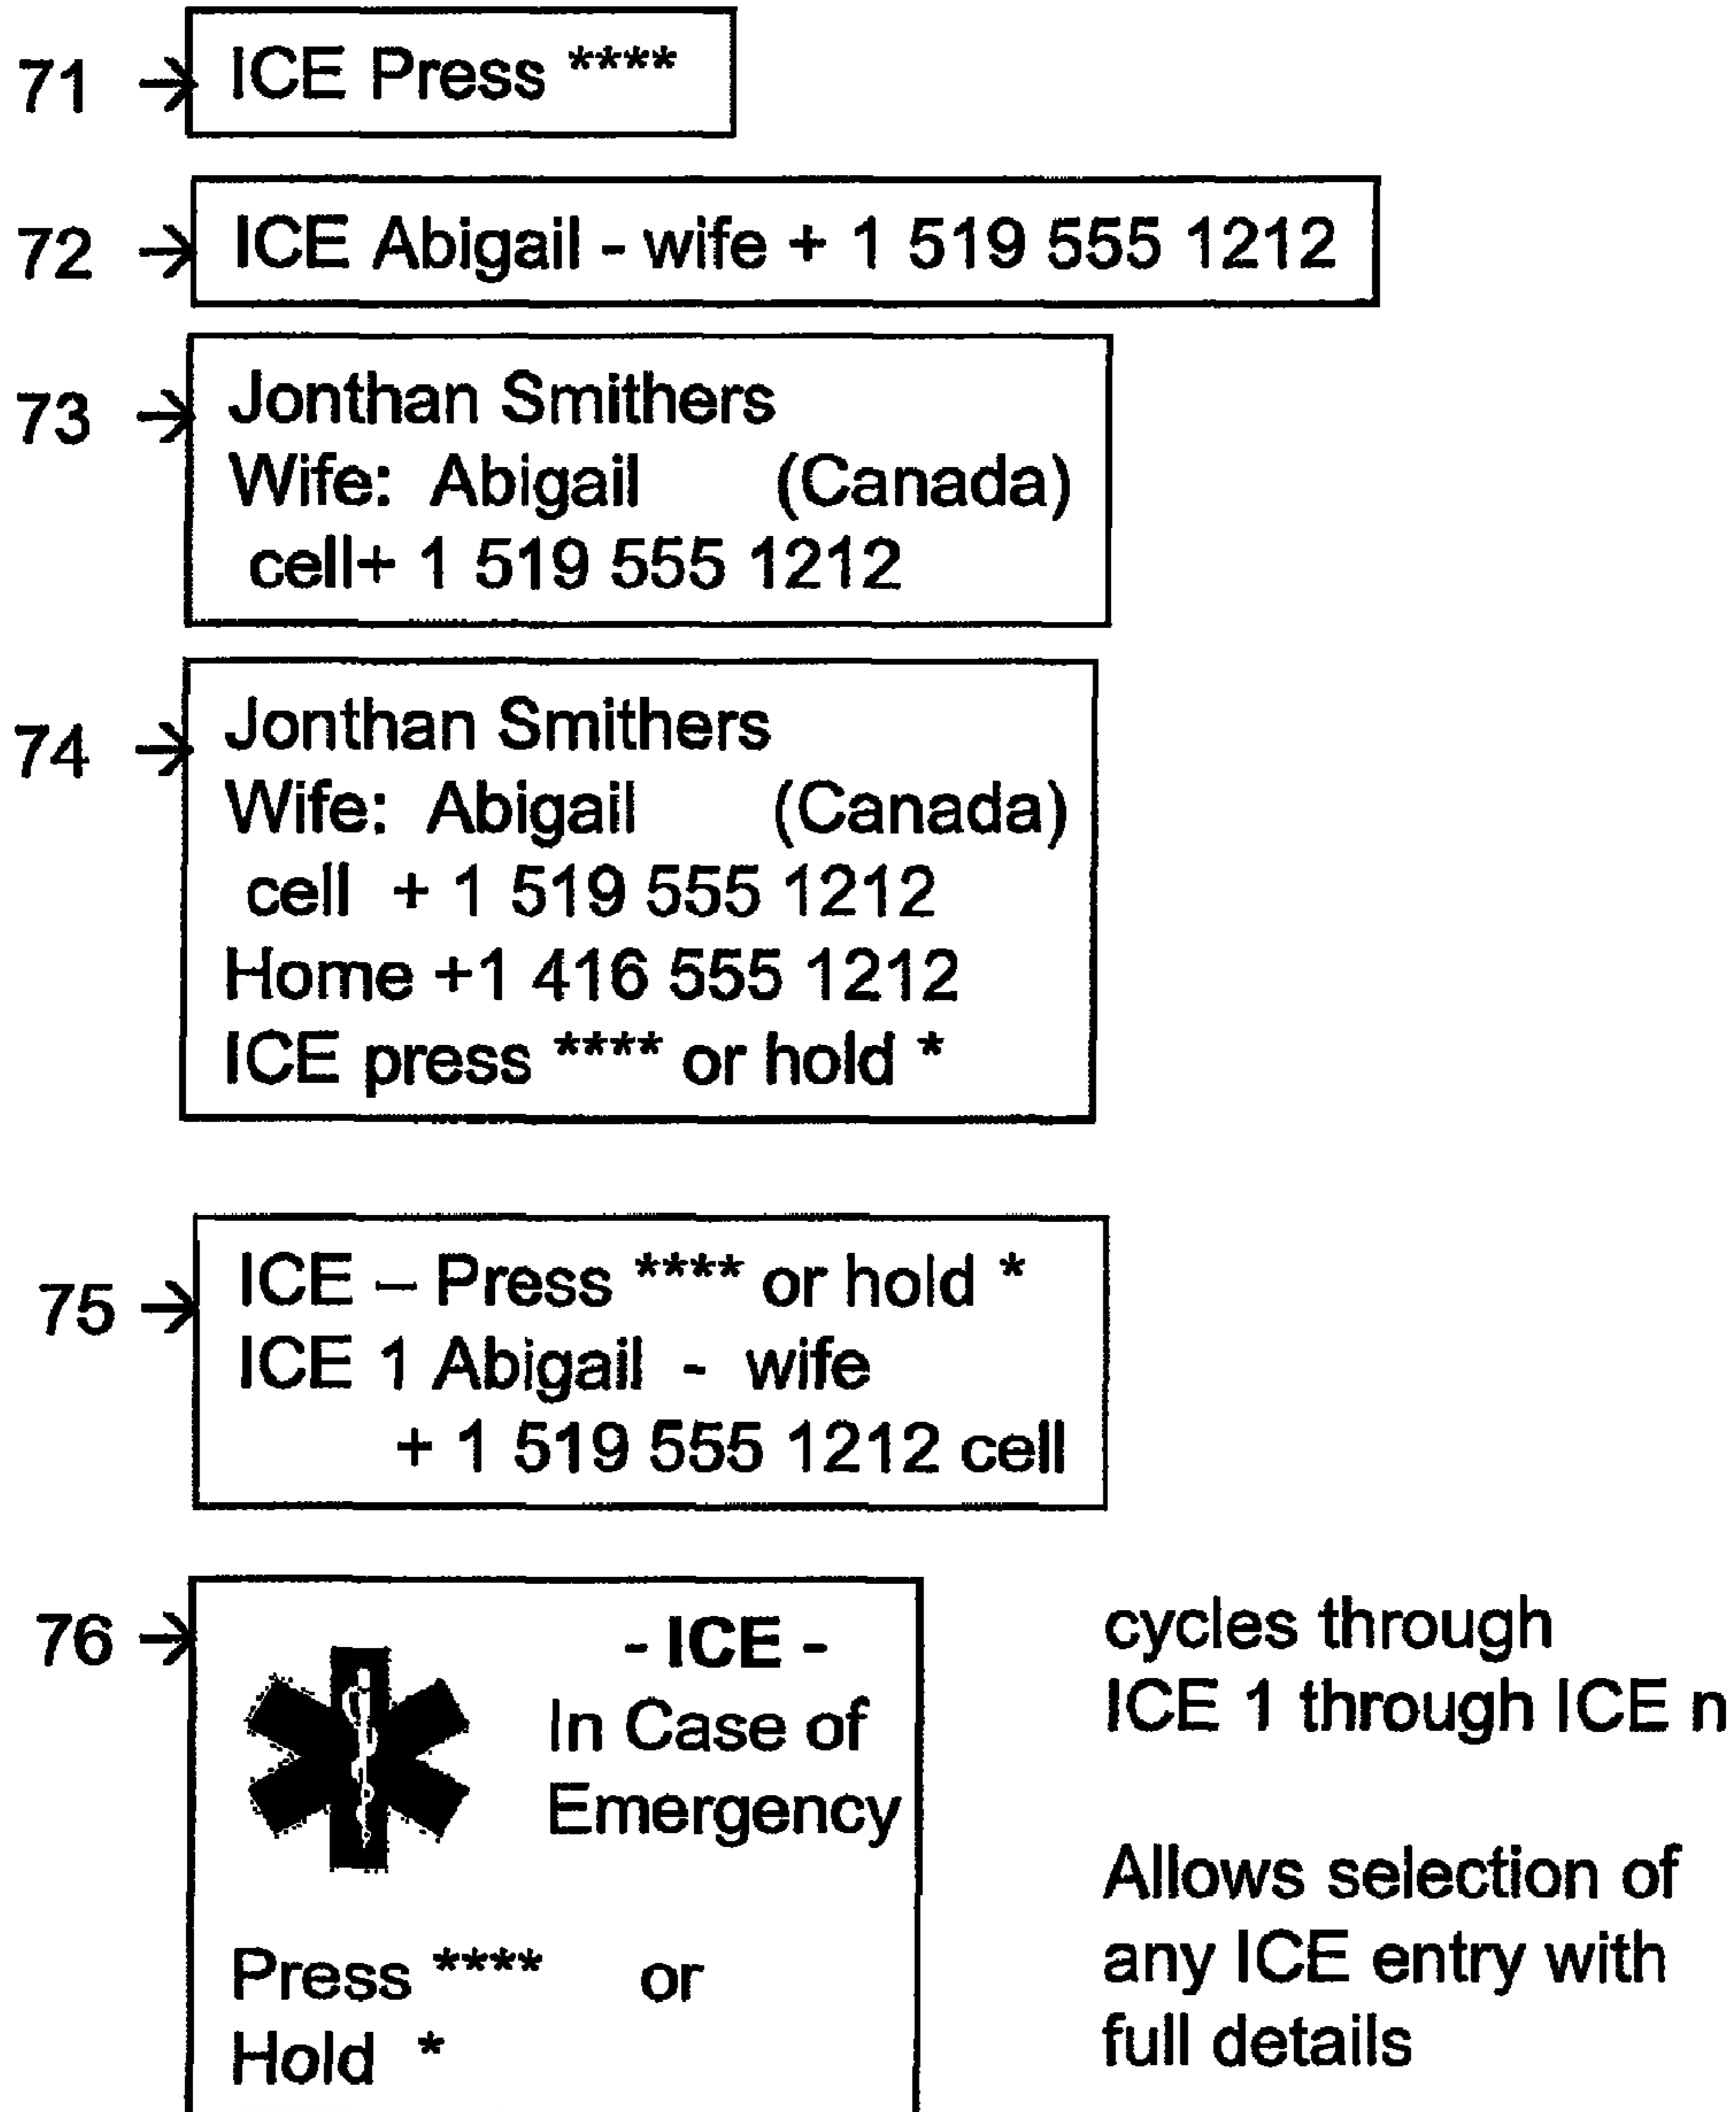 71 → ICE Press ****
72 → ICE Abigail - wife + 1 519 555 1212
73 → Jonthan Smithers
Wife: Abigail (Canada)
cell+ 1 519 555 1212
74 → Jonthan Smithers
Wife: Abigail (Canada)
cell + 1 519 555 1212
Home +1 416 555 1212
ICE press **** or hold *
75 → ICE – Press **** or hold *
ICE 1 Abigail - wife
+ 1 519 555 1212 cell
76 → - ICE -
In Case of
Emergency
Press **** or
Hold *
cycles through
ICE 1 through ICE n
Allows selection of
any ICE entry with
full details